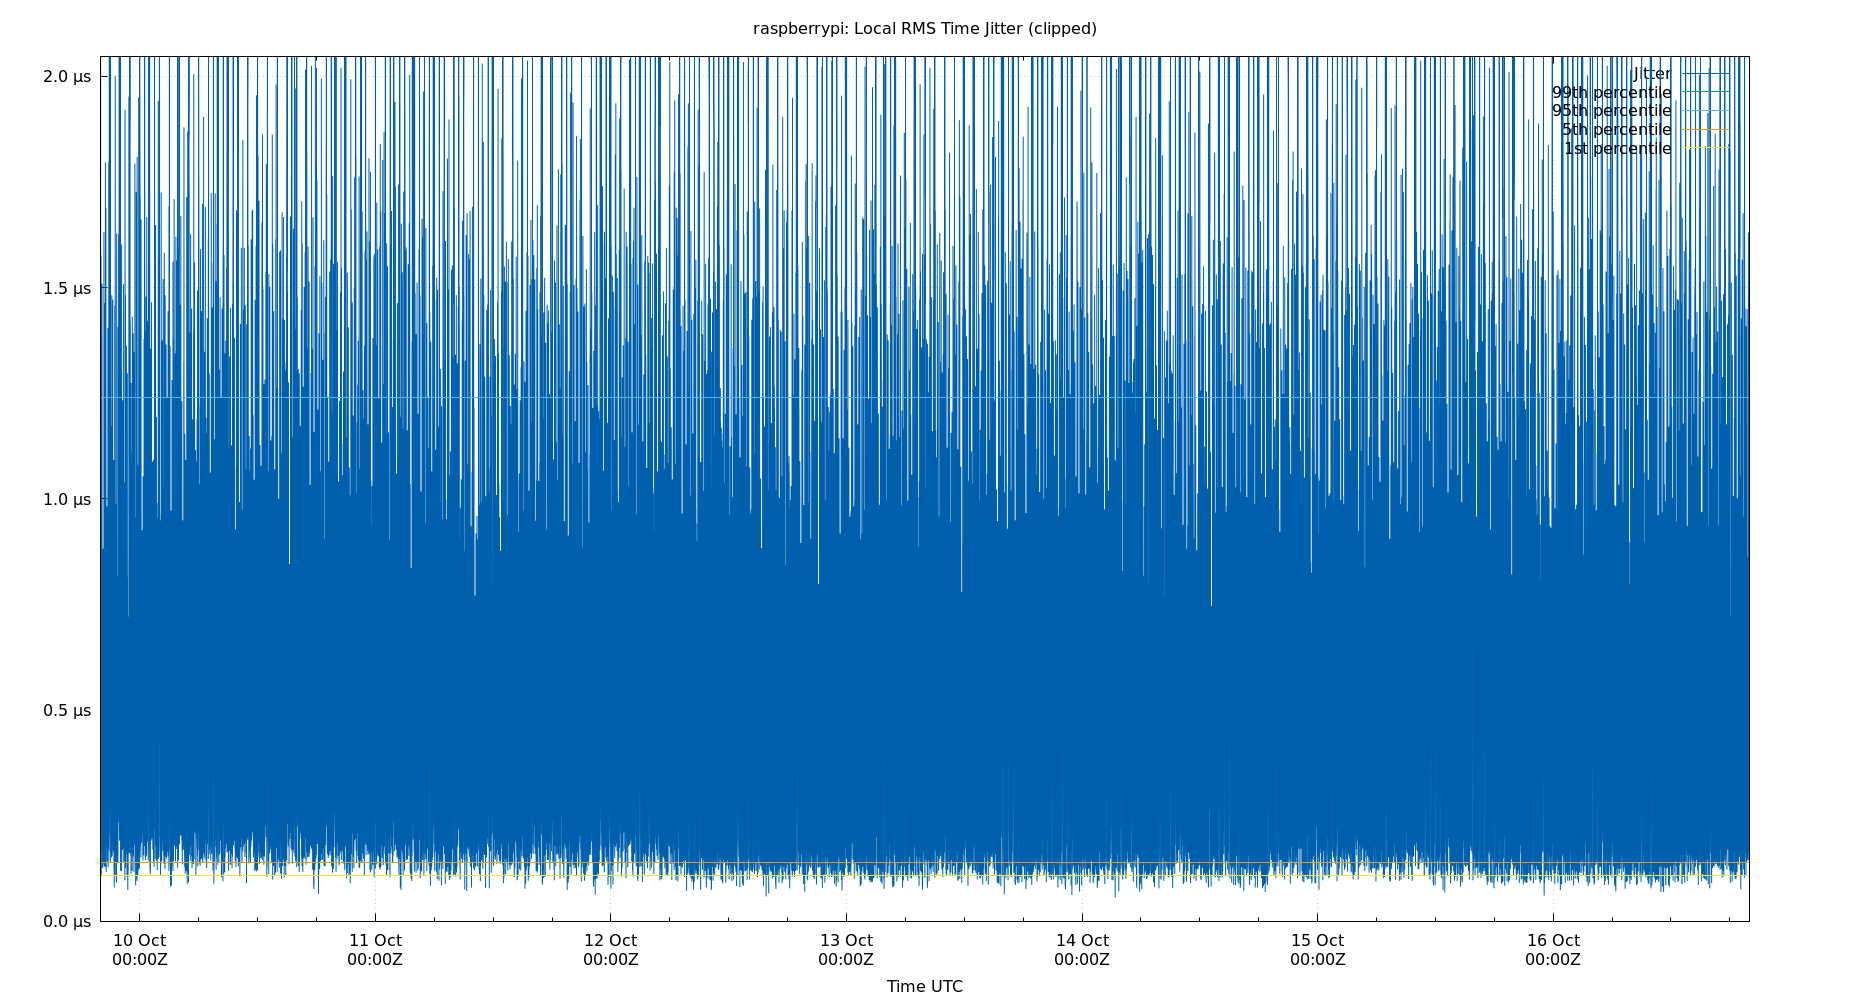 raspberrypi: Local RMS Time Jitter (clipped)
2.0 µs
1.5 µs
1.0 µs
0.5 µs
0.0 µs
Jitter
99th percentile
95th percentile
5th percentile
1st percentile
10 Oct 11 Oct 12 Oct 13 Oct 14 Oct 15 Oct 16 Oct
00:00Z 00:00Z 00:00Z 00:00Z 00:00Z 00:00Z 00:00Z
Time UTC